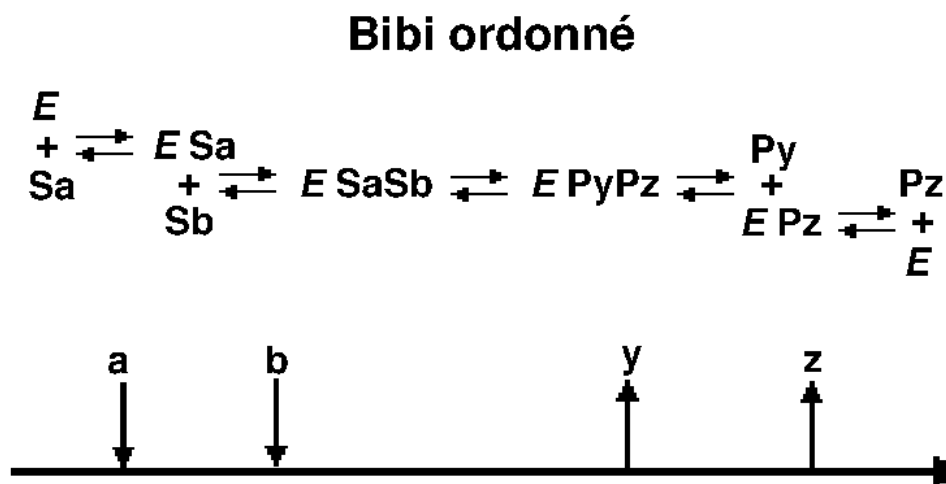 Bibi ordonné
E
+
Sa
E Sa
+
Sb
E SaSb
E PyPz
Py
+
E Pz
Pz
+
E
a b y z